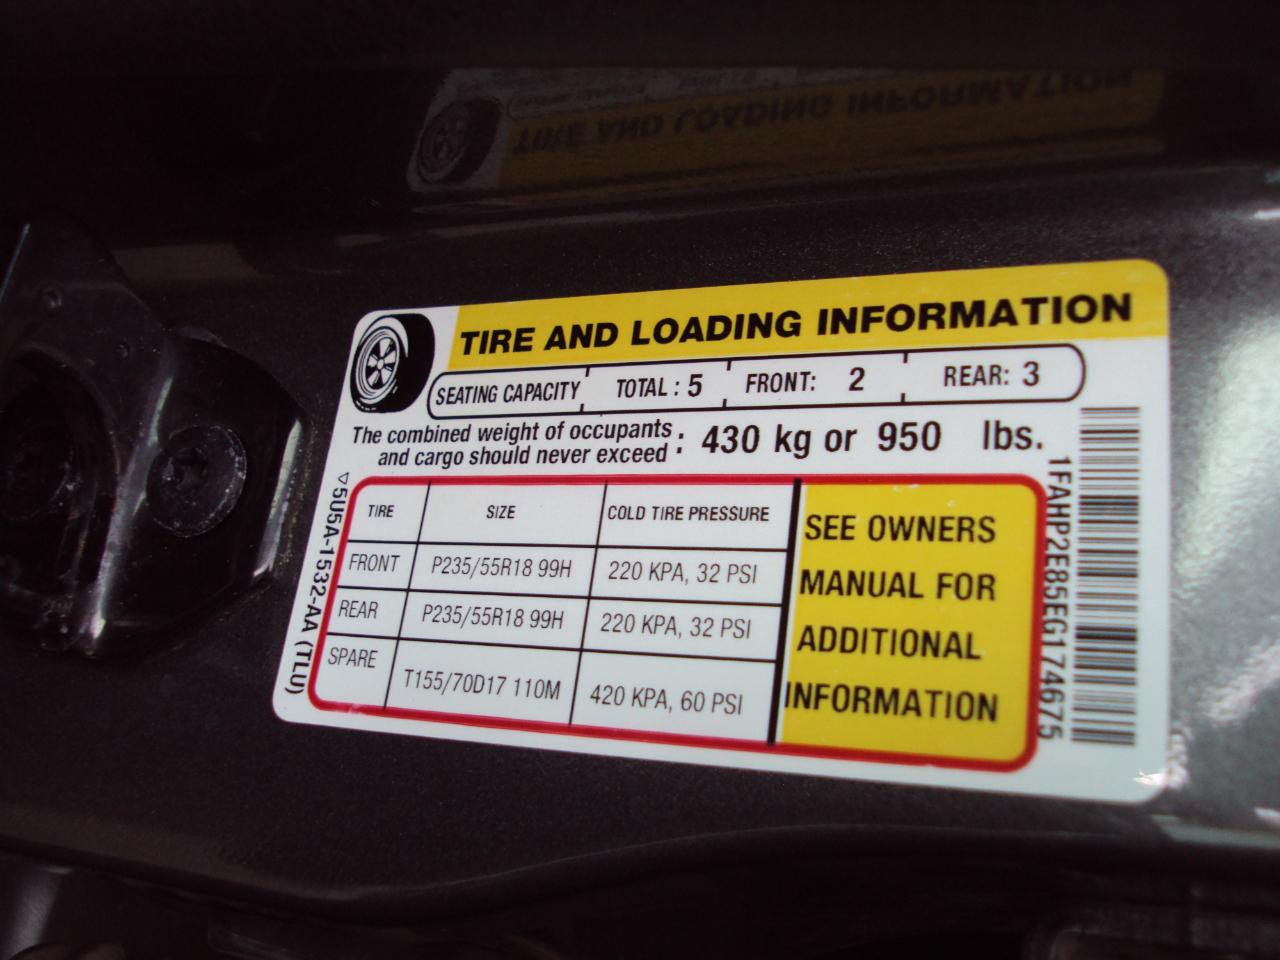 TIRE AND LOADING INFORMATION
SEATING CAPACITY TOTAL : 5 FRONT: 2 REAR: 3
The combined weight of occupants
and cargo should never exceed : 430 kg or 950 lbs.
TIRE SIZE COLD TIRE PRESSURE
FRONT P235/55R18 99H 220 KPA, 32 PSI
REAR P235/55R18 99H 220 KPA, 32 PSI
SPARE T155/70D17 110M 420 KPA, 60 PSI
SEE OWNERS
MANUAL FOR
ADDITIONAL
INFORMATION
5U5A-1532-AA (TLU)
1FAHP2E85EG174675
TIRE AND LOADING INFORMATION